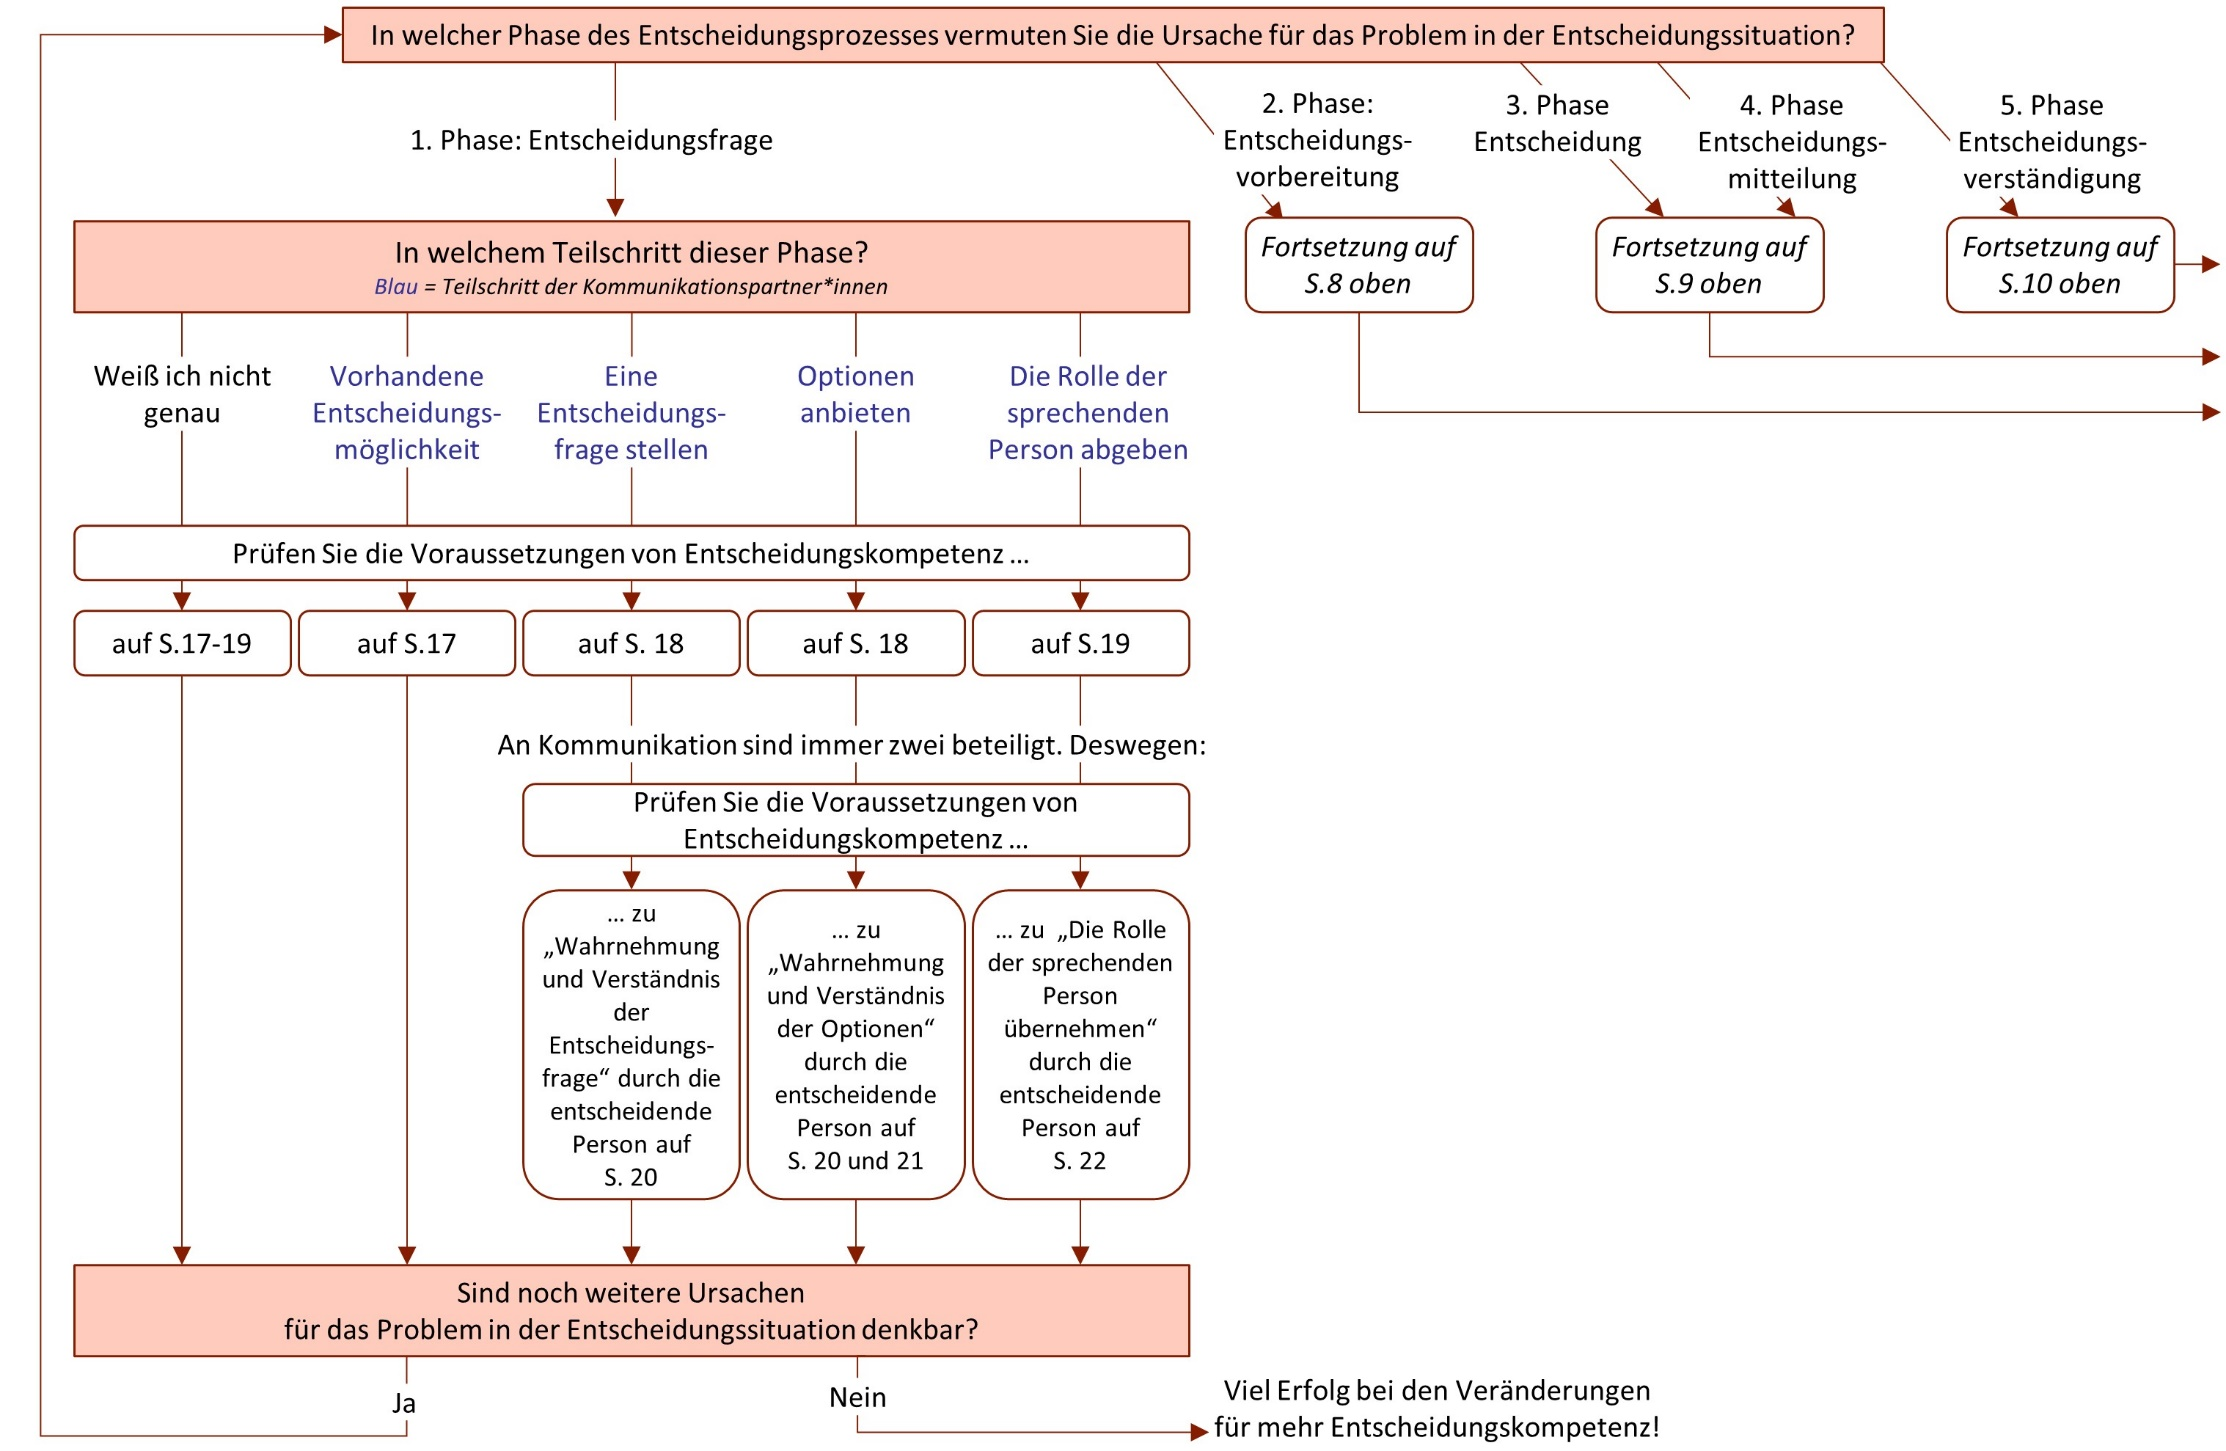 In welcher Phase des Entscheidungsprozesses vermuten Sie die Ursache für das Problem in der Entscheidungssituation?
1. Phase: Entscheidungsfrage
2. Phase:
Entscheidungs-
vorbereitung
3. Phase
Entscheidung
4. Phase
Entscheidungs-
mitteilung
5. Phase
Entscheidungs-
verständigung
In welchem Teilschritt dieser Phase?
Blau = Teilschritt der Kommunikationspartner*innen
Fortsetzung auf
S.8 oben
Fortsetzung auf
S.9 oben
Fortsetzung auf
S.10 oben
Weiß ich nicht
genau
Vorhandene
Entscheidungs-
möglichkeit
Eine
Entscheidungs-
frage stellen
Optionen
anbieten
Die Rolle der
sprechenden
Person abgeben
Prüfen Sie die Voraussetzungen von Entscheidungskompetenz ...
auf S.17-19
auf S.17
auf S. 18
auf S. 18
auf S.19
An Kommunikation sind immer zwei beteiligt. Deswegen:
Prüfen Sie die Voraussetzungen von
Entscheidungskompetenz ...
... zu
„Wahrnehmung
und Verständnis
der
Entscheidungs-
frage“ durch die
entscheidende
Person auf
S. 20
... zu
„Wahrnehmung
und Verständnis
der Optionen“
durch die
entscheidende
Person auf
S. 20 und 21
... zu „Die Rolle
der sprechenden
Person
übernehmen“
durch die
entscheidende
Person auf
S. 22
Sind noch weitere Ursachen
für das Problem in der Entscheidungssituation denkbar?
Ja
Nein
Viel Erfolg bei den Veränderungen
für mehr Entscheidungskompetenz!